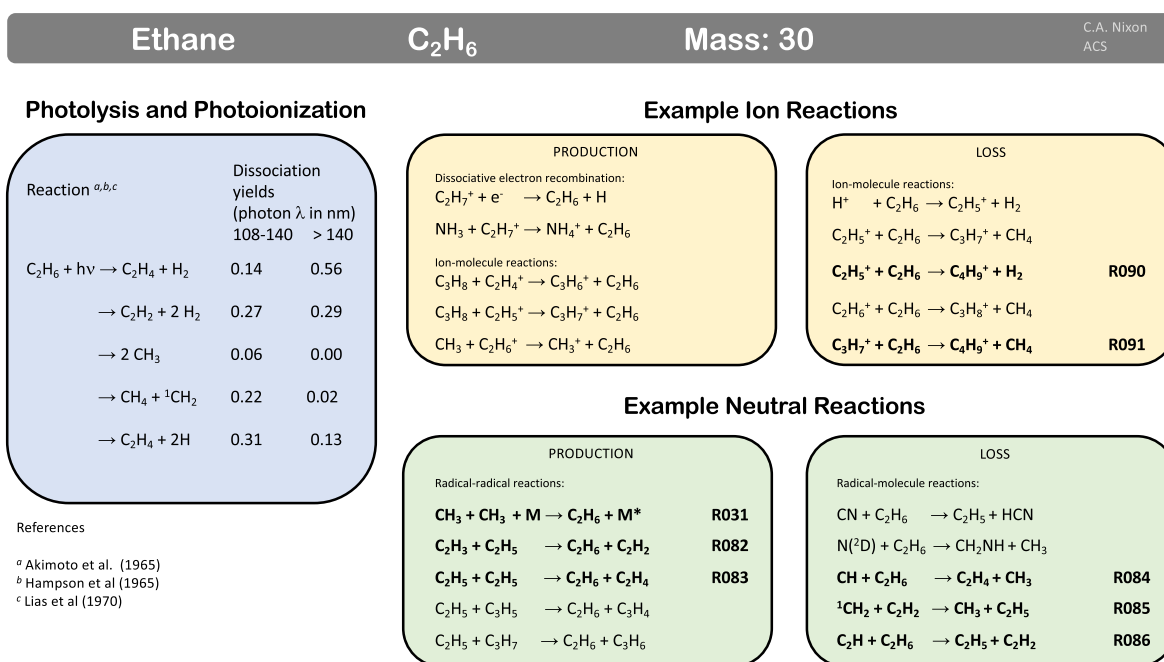 Ethane C₂H₆ Mass: 30
C.A. Nixon
ACS
Photolysis and Photoionization
Reaction ᵃ,ᵇ,ᶜ
Dissociation
yields
(photon λ in nm)
108-140 > 140
C₂H₆ + hν → C₂H₄ + H₂ 0.14 0.56
→ C₂H₂ + 2 H₂ 0.27 0.29
→ 2 CH₃ 0.06 0.00
→ CH₄ + ¹CH₂ 0.22 0.02
→ C₂H₄ + 2H 0.31 0.13
References
ᵃ Akimoto et al. (1965)
ᵇ Hampson et al (1965)
ᶜ Lias et al (1970)
Example Ion Reactions
PRODUCTION
Dissociative electron recombination:
C₂H₇⁺ + e⁻ → C₂H₆ + H
NH₃ + C₂H₇⁺ → NH₄⁺ + C₂H₆
Ion-molecule reactions:
C₃H₈ + C₂H₄⁺ → C₃H₆⁺ + C₂H₆
C₃H₈ + C₂H₅⁺ → C₃H₇⁺ + C₂H₆
CH₃ + C₂H₆⁺ → CH₃⁺ + C₂H₆
LOSS
Ion-molecule reactions:
H⁺ + C₂H₆ → C₂H₅⁺ + H₂
C₂H₅⁺ + C₂H₆ → C₃H₇⁺ + CH₄
C₂H₅⁺ + C₂H₆ → C₄H₉⁺ + H₂ R090
C₂H₆⁺ + C₂H₆ → C₃H₈⁺ + CH₄
C₃H₇⁺ + C₂H₆ → C₄H₉⁺ + CH₄ R091
Example Neutral Reactions
PRODUCTION
Radical-radical reactions:
CH₃ + CH₃ + M → C₂H₆ + M* R031
C₂H₃ + C₂H₅ → C₂H₆ + C₂H₂ R082
C₂H₅ + C₂H₅ → C₂H₆ + C₂H₄ R083
C₂H₅ + C₃H₅ → C₂H₆ + C₃H₄
C₂H₅ + C₃H₇ → C₂H₆ + C₃H₆
LOSS
Radical-molecule reactions:
CN + C₂H₆ → C₂H₅ + HCN
N(²D) + C₂H₆ → CH₂NH + CH₃
CH + C₂H₆ → C₂H₄ + CH₃ R084
¹CH₂ + C₂H₂ → CH₃ + C₂H₅ R085
C₂H + C₂H₆ → C₂H₅ + C₂H₂ R086